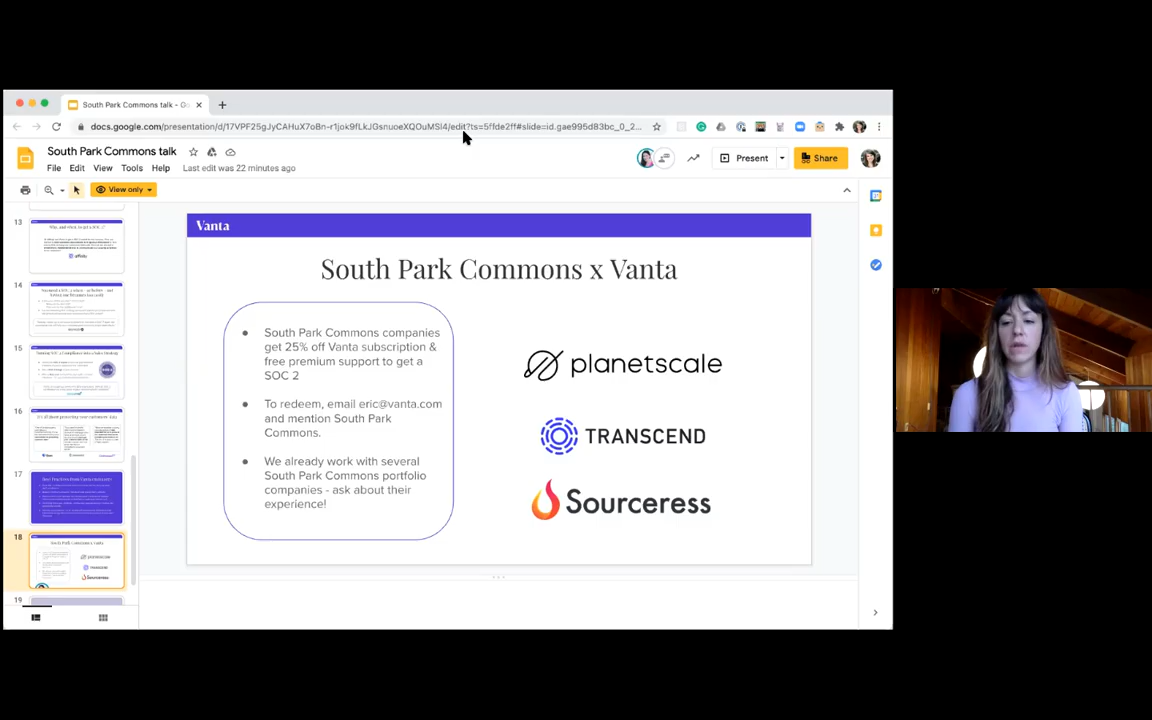 South Park Commons talk - Go
docs.google.com/presentation/d/17VPF25gJyCAHuX7oBn-r1jok9fLkJGsnuoeXQOuMSI4/edit?ts=5ffde2ff#slide=id.gae995d83bc_0_2...
South Park Commons talk
File Edit View Tools Help
Last edit was 22 minutes ago
Present
Share
View only
13
14
15
16
17
18
19
Vanta
South Park Commons x Vanta
South Park Commons companies
get 25% off Vanta subscription &
free premium support to get a
SOC 2
To redeem, email eric@vanta.com
and mention South Park
Commons.
We already work with several
South Park Commons portfolio
companies - ask about their
experience!
planetscale
TRANSCEND
Sourceress